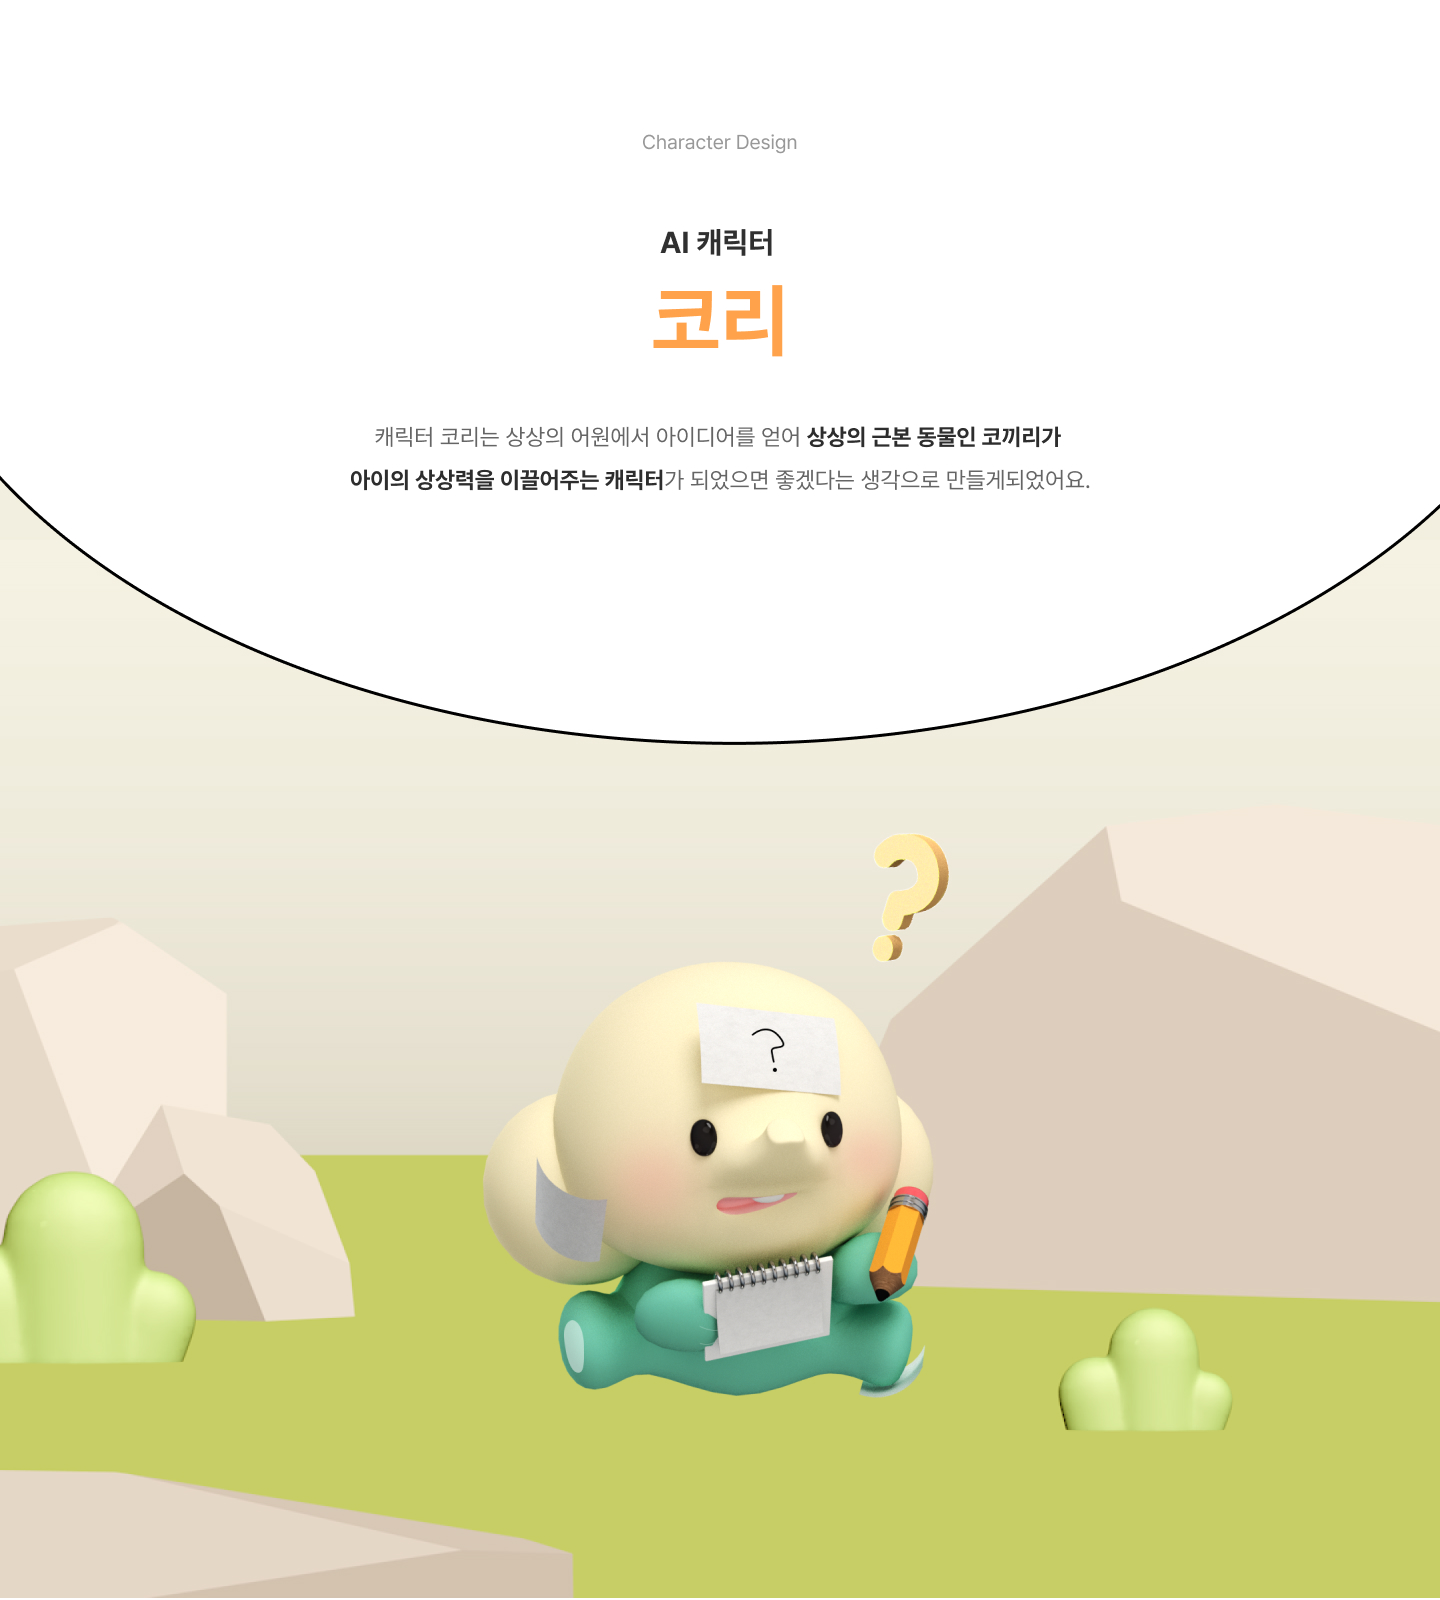 Character Design
AI 캐릭터
코리
캐릭터 코리는 상상의 어원에서 아이디어를 얻어 상상의 근본 동물인 코끼리가
아이의 상상력을 이끌어주는 캐릭터가 되었으면 좋겠다는 생각으로 만들게되었어요.
?
?